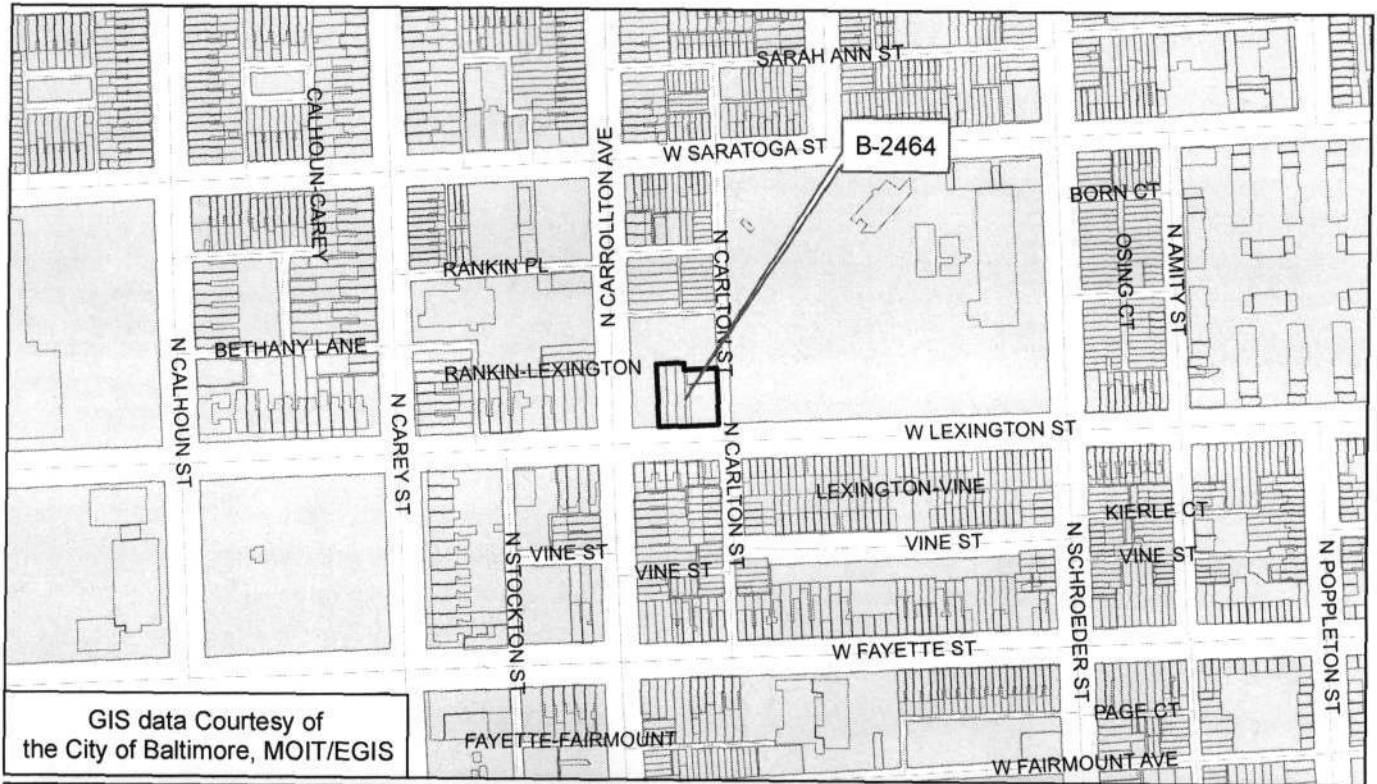 SARAH ANN ST
CALHOUN-CAREY
N CARROLLTON AVE
W SARATOGA ST
B-2464
BORN CT
OSING CT
N AMITY ST
RANKIN PL
N CARLTON ST
BETHANY LANE
RANKIN-LEXINGTON
N CALHOUN ST
N CAREY ST
W LEXINGTON ST
N CARLTON ST
LEXINGTON-VINE
KIERLE CT
VINE ST
VINE ST
VINE ST
VINE ST
N STOCKTON ST
N SCHROEDER ST
N POPPLETON ST
W FAYETTE ST
PAGE CT
GIS data Courtesy of
the City of Baltimore, MOIT/EGIS
FAYETTE-FAIRMOUNT
W FAIRMOUNT AVE